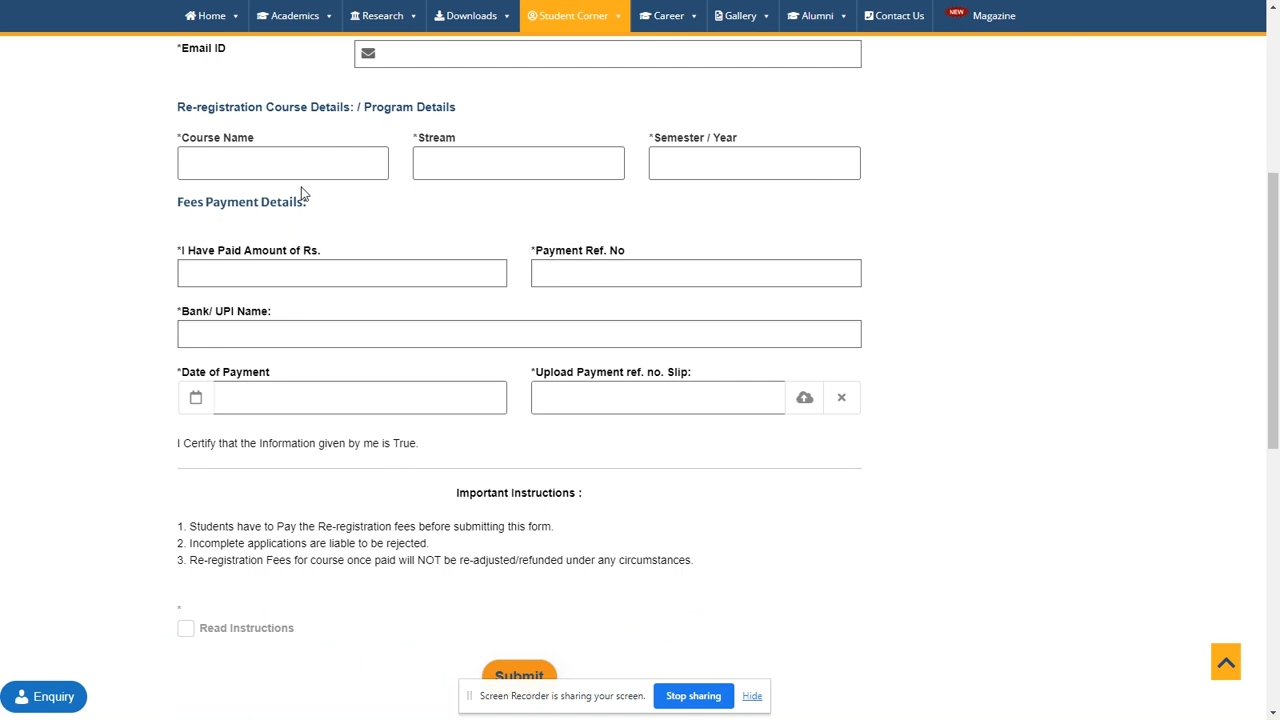 Home Academics Research Downloads Student Corner Career Gallery Alumni Contact Us NEW Magazine
*Email ID
Re-registration Course Details: / Program Details
*Course Name *Stream *Semester / Year
Fees Payment Details:
*I Have Paid Amount of Rs. *Payment Ref. No
*Bank/ UPI Name:
*Date of Payment *Upload Payment ref. no. Slip:
I Certify that the Information given by me is True.
Important Instructions :
1. Students have to Pay the Re-registration fees before submitting this form.
2. Incomplete applications are liable to be rejected.
3. Re-registration Fees for course once paid will NOT be re-adjusted/refunded under any circumstances.
*
Read Instructions
Submit
Enquiry
Screen Recorder is sharing your screen. Stop sharing Hide